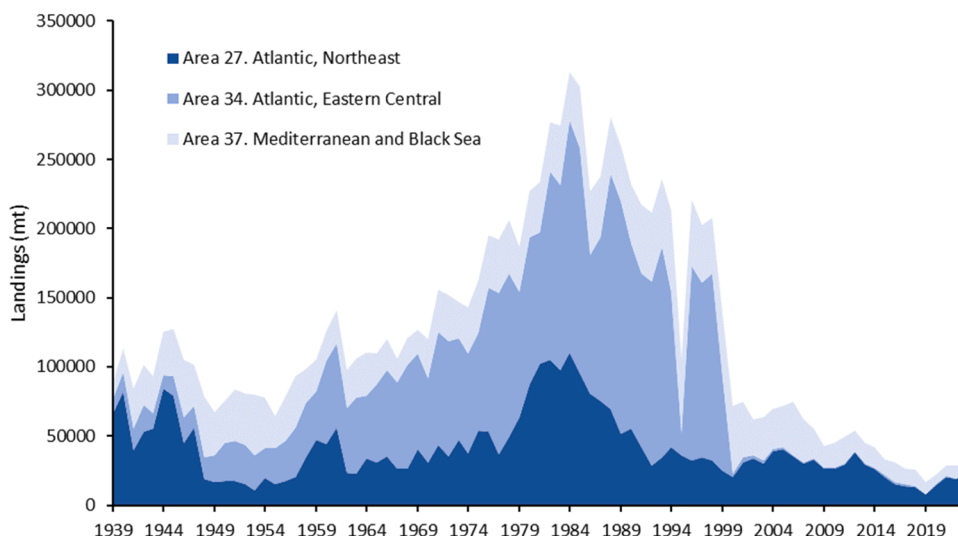 350000
300000
250000
200000
150000
100000
50000
0
Landings (mt)
Area 27. Atlantic, Northeast
Area 34. Atlantic, Eastern Central
Area 37. Mediterranean and Black Sea
1939 1944 1949 1954 1959 1964 1969 1974 1979 1984 1989 1994 1999 2004 2009 2014 2019